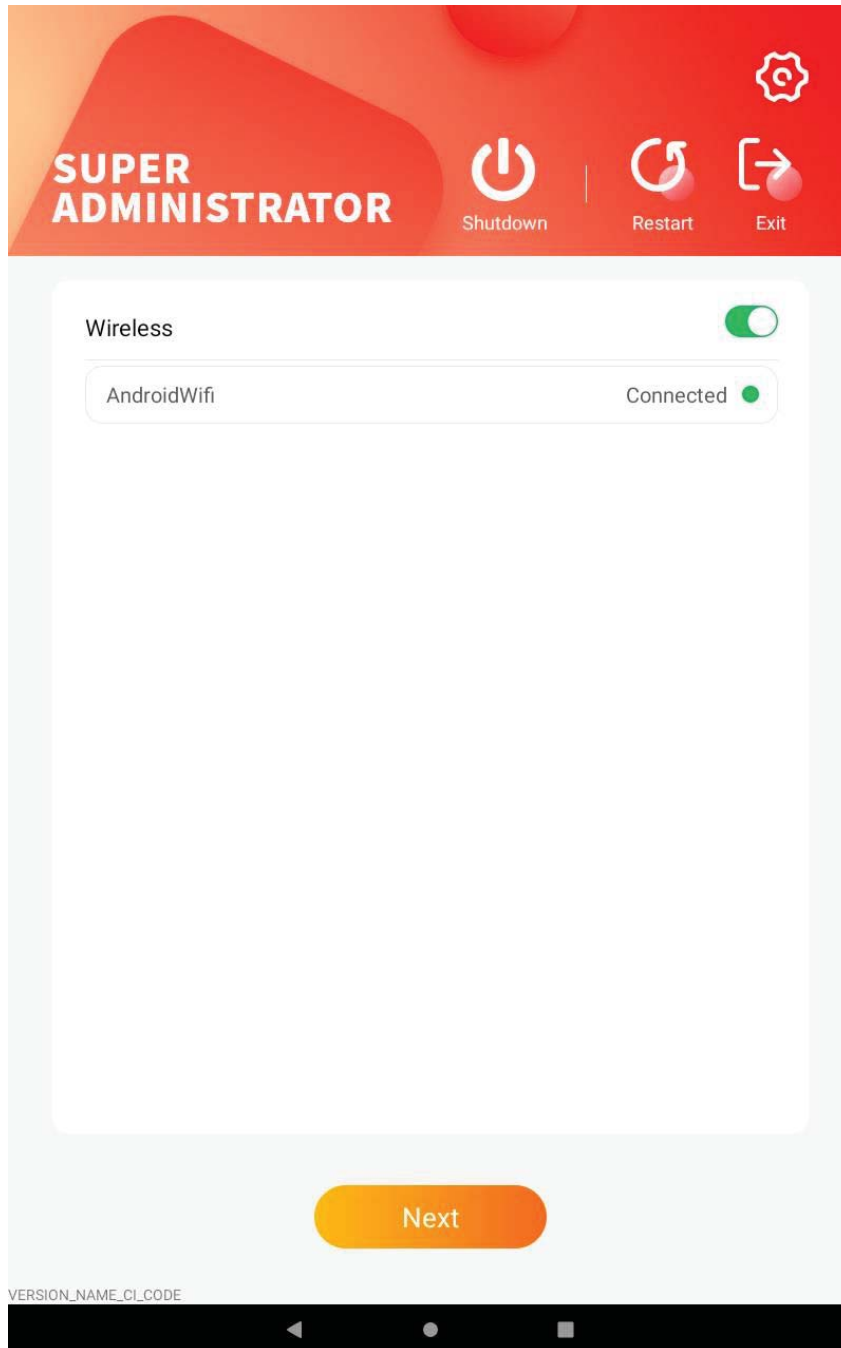 SUPER
ADMINISTRATOR
Shutdown
Restart
Exit
Wireless
AndroidWifi
Connected
Next
VERSION_NAME_CI_CODE